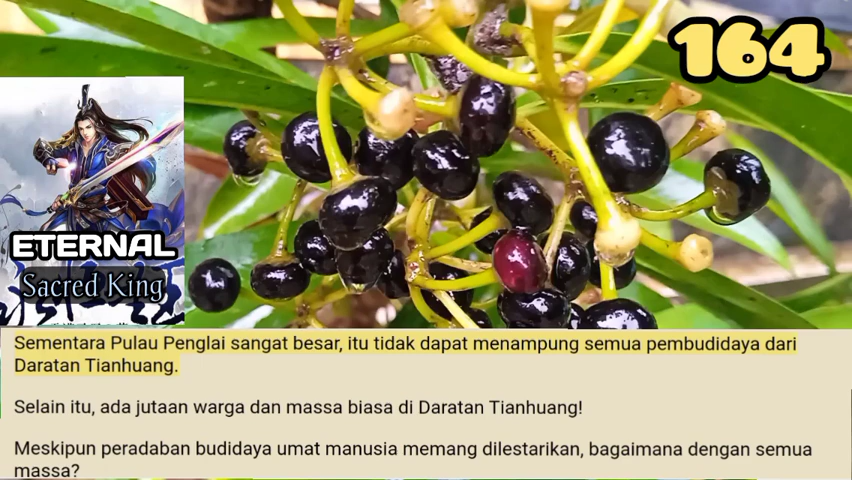 164
ETERNAL
Sacred King
Sementara Pulau Penglai sangat besar, itu tidak dapat menampung semua pembudidaya dari
Daratan Tianhuang.
Selain itu, ada jutaan warga dan massa biasa di Daratan Tianhuang!
Meskipun peradaban budidaya umat manusia memang dilestarikan, bagaimana dengan semua
massa?